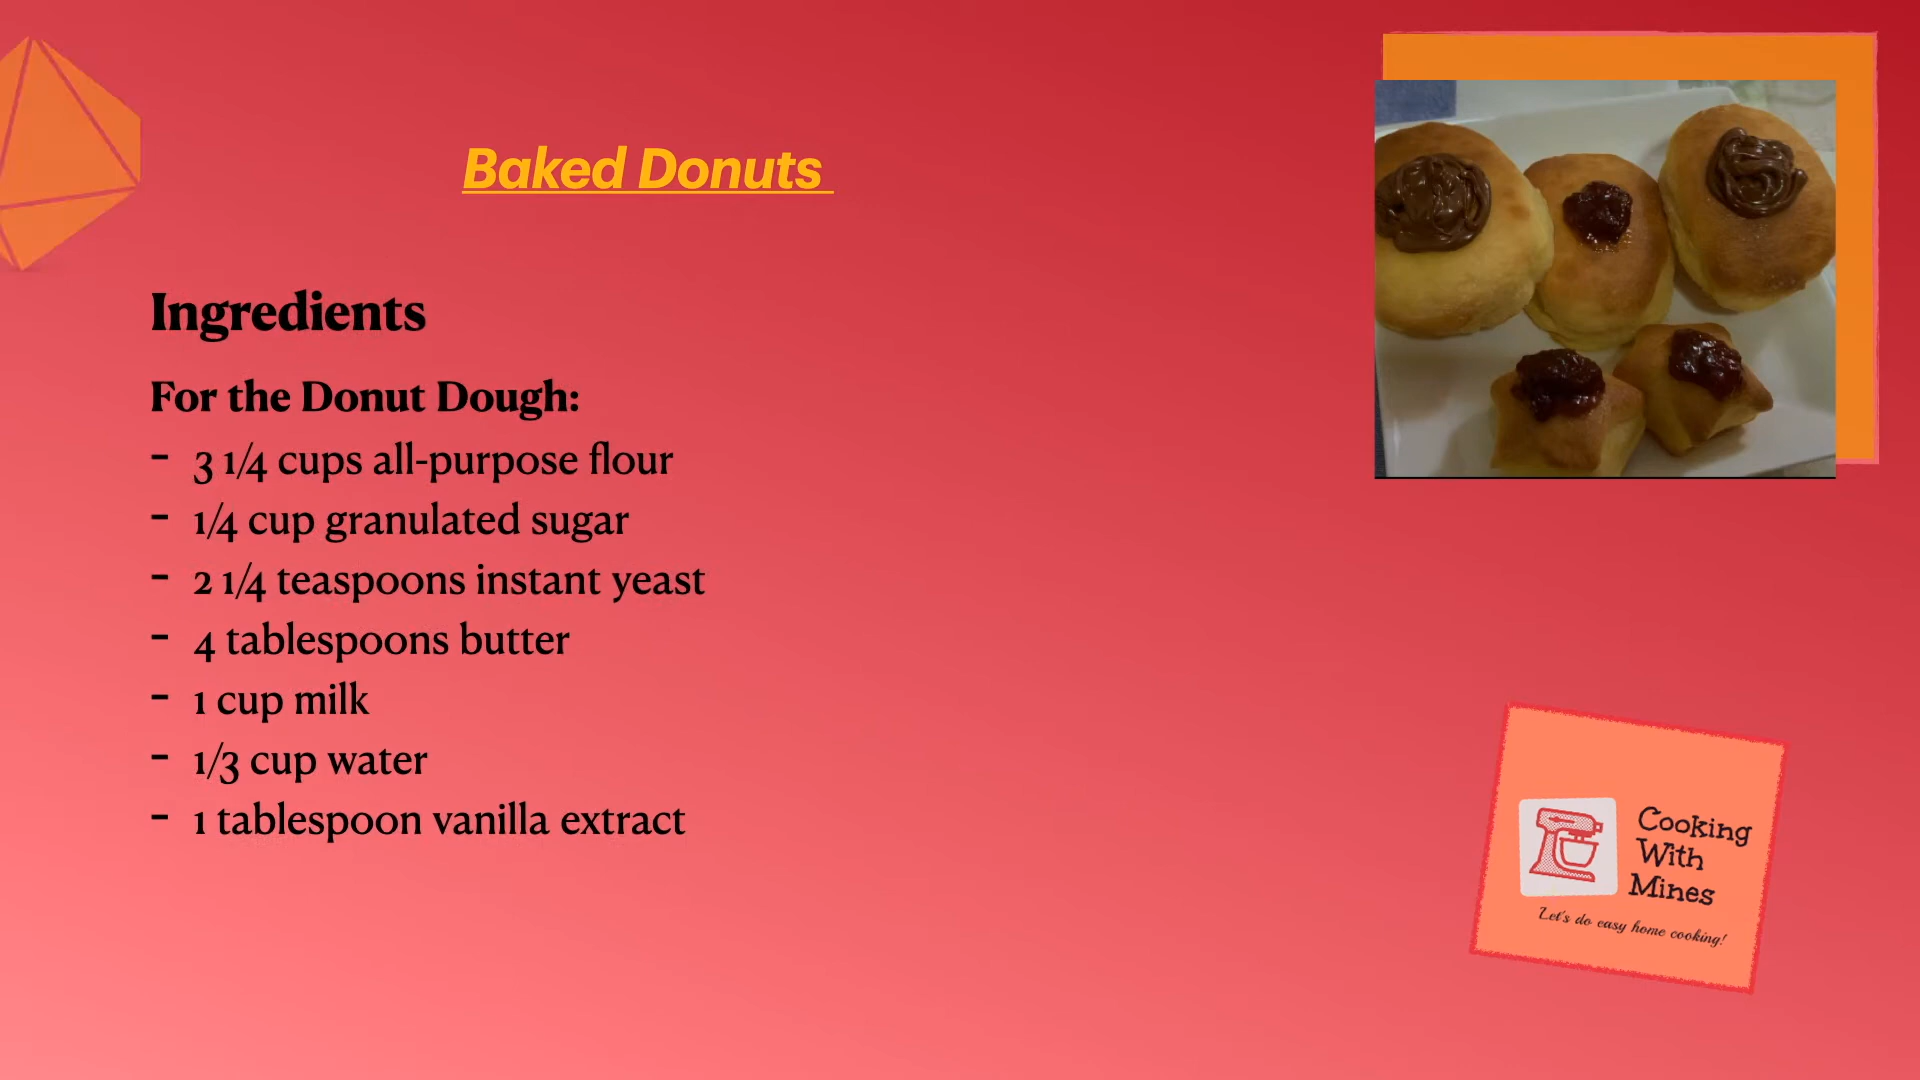 Baked Donuts
Ingredients
For the Donut Dough:
- 3 1/4 cups all-purpose flour
- 1/4 cup granulated sugar
- 2 1/4 teaspoons instant yeast
- 4 tablespoons butter
- 1 cup milk
- 1/3 cup water
- 1 tablespoon vanilla extract
Cooking
With
Mines
Let's do easy home cooking!